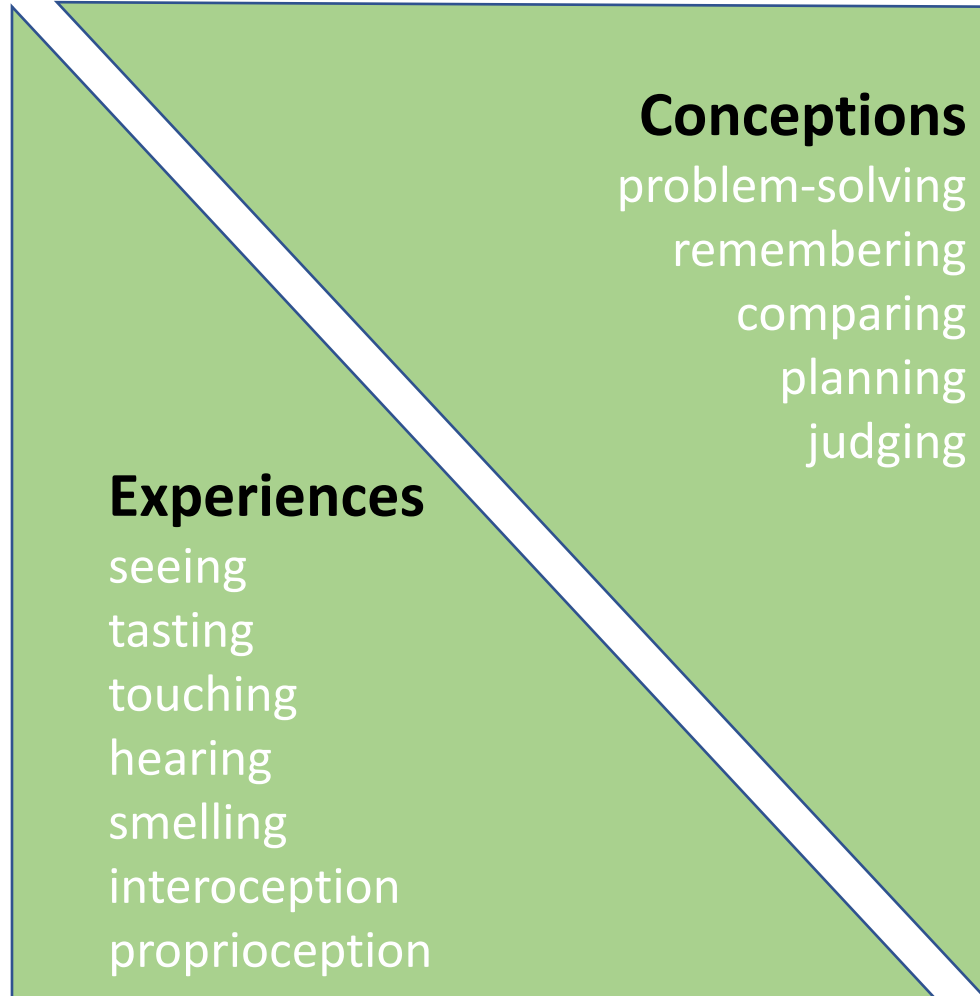 Conceptions
problem-solving
remembering
comparing
planning
judging
Experiences
seeing
tasting
touching
hearing
smelling
interoception
proprioception